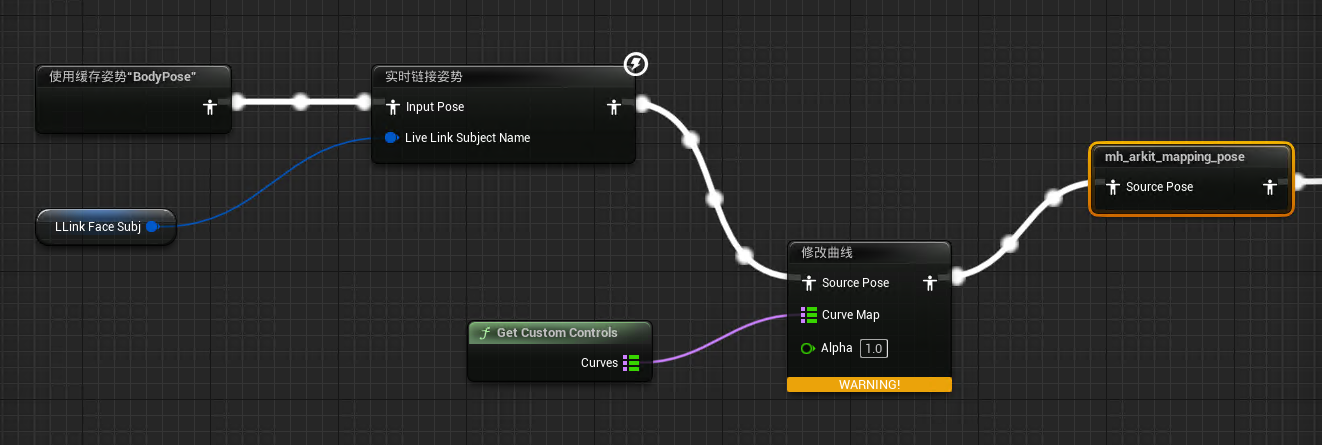 使用缓存姿势"BodyPose"
实时链接姿势
Input Pose
Live Link Subject Name
LLink Face Subj
mh_arkit_mapping_pose
Source Pose
修改曲线
Source Pose
Curve Map
Alpha 1.0
WARNING!
f Get Custom Controls
Curves